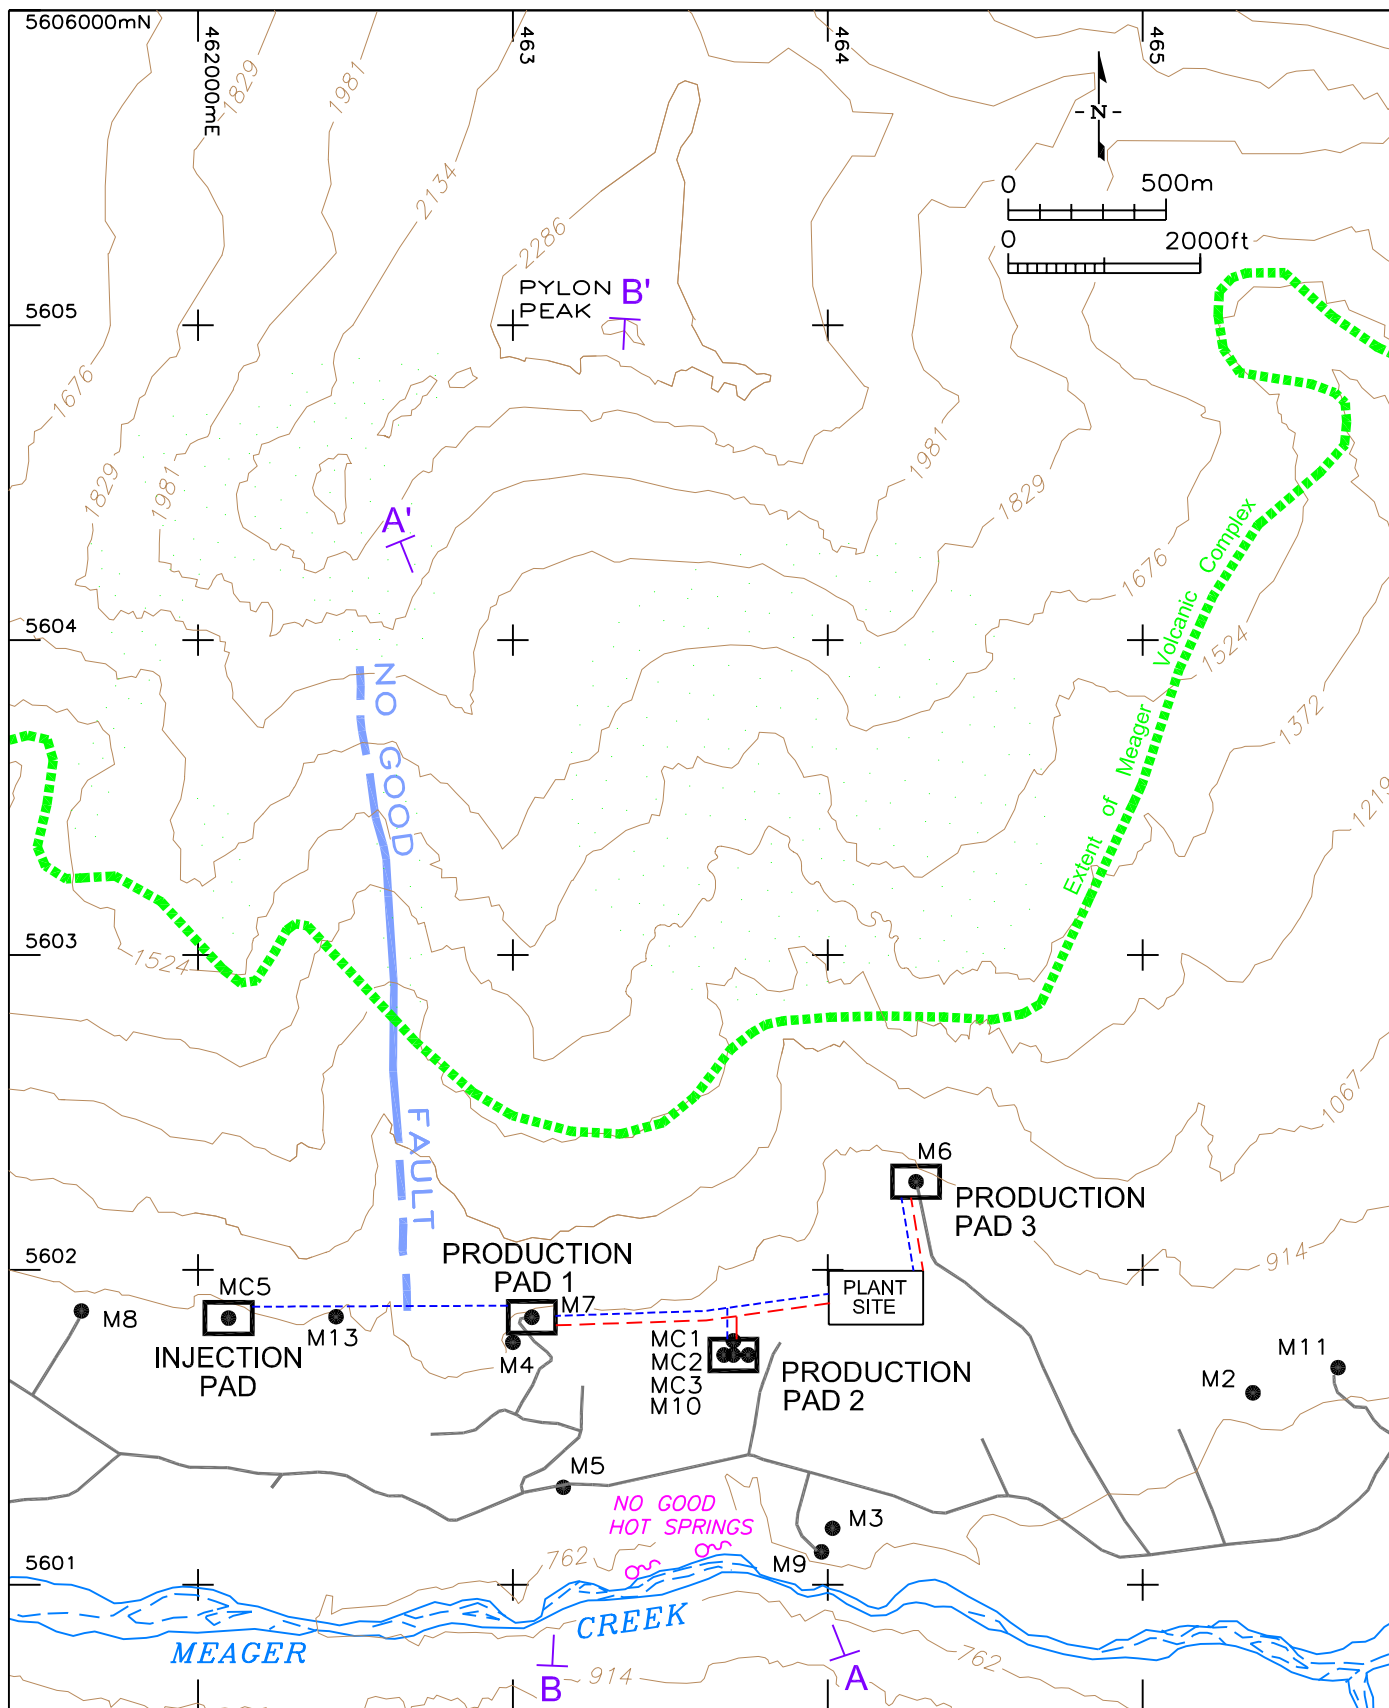 5606000mN
462000mE
463
464
465
1829
1981
2134
2286
- N -
0 500m
0 2000ft
PYLON
PEAK
B'
5605
1676
1829
1981
A'
1981
1829
1676
1524
1372
1219
Extent of Meager Volcanic Complex
5604
NO GOOD FAULT
5603
1524
1067
914
M6
PRODUCTION
PAD 3
5602
PRODUCTION
PAD 1
MC5
M7
PLANT
SITE
M8
M13
M4
INJECTION
PAD
MC1
MC2
MC3
M10
PRODUCTION
PAD 2
M11
M2
M5
NO GOOD
HOT SPRINGS
M3
M9
762
5601
MEAGER CREEK
762
914
B
A